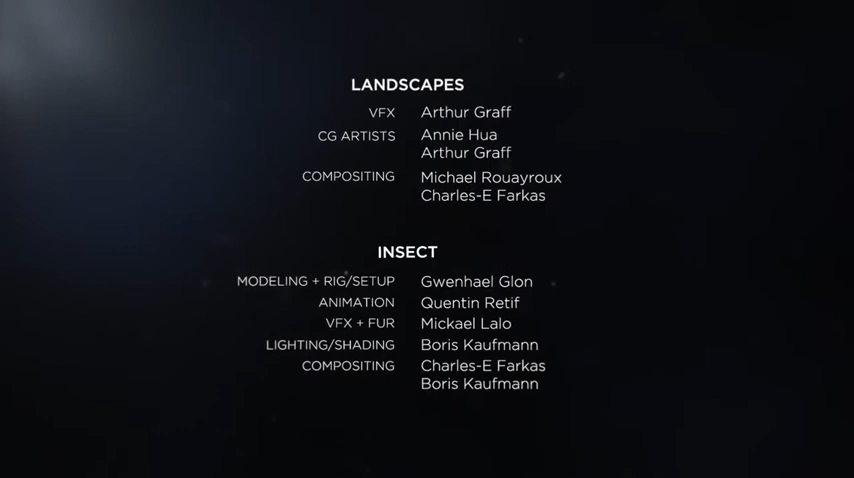 LANDSCAPES
VFX Arthur Graff
CG ARTISTS Annie Hua
Arthur Graff
COMPOSITING Michael Rouayroux
Charles-E Farkas
INSECT
MODELING + RIG/SETUP Gwenhael Glon
ANIMATION Quentin Retif
VFX + FUR Mickael Lalo
LIGHTING/SHADING Boris Kaufmann
COMPOSITING Charles-E Farkas
Boris Kaufmann